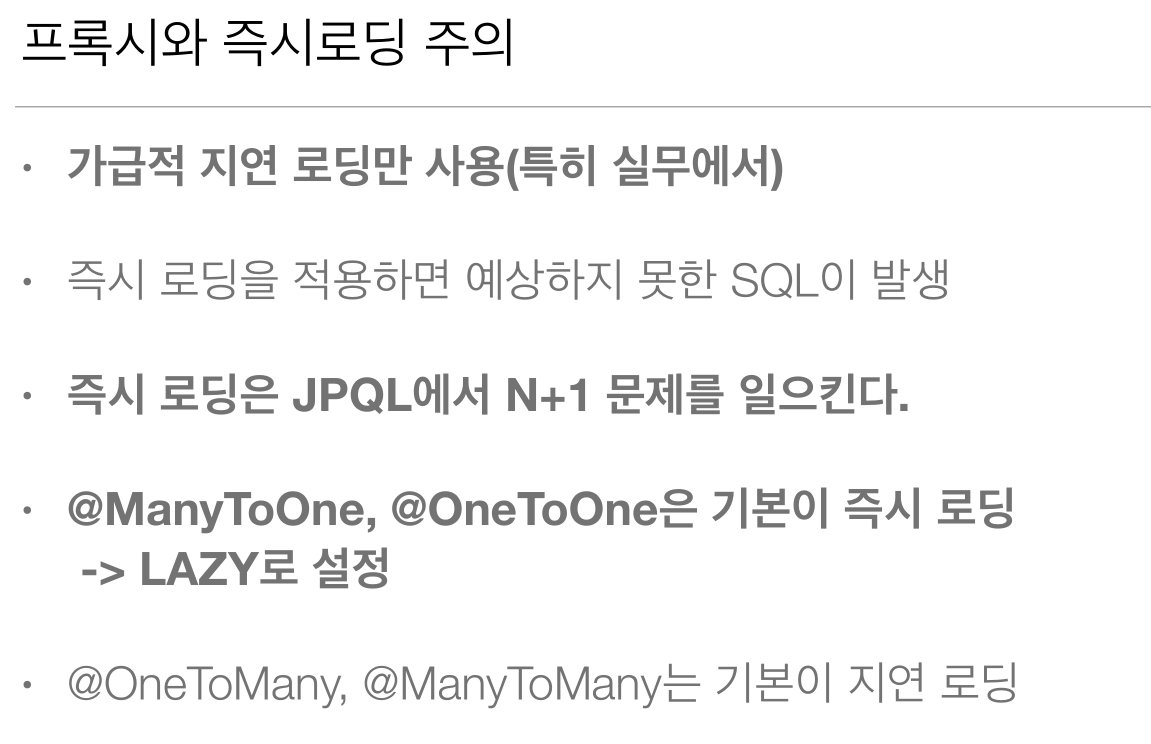 프록시와 즉시로딩 주의
• 가급적 지연 로딩만 사용(특히 실무에서)
• 즉시 로딩을 적용하면 예상하지 못한 SQL이 발생
• 즉시 로딩은 JPQL에서 N+1 문제를 일으킨다.
• @ManyToOne, @OneToOne은 기본이 즉시 로딩
-> LAZY로 설정
• @OneToMany, @ManyToMany는 기본이 지연 로딩